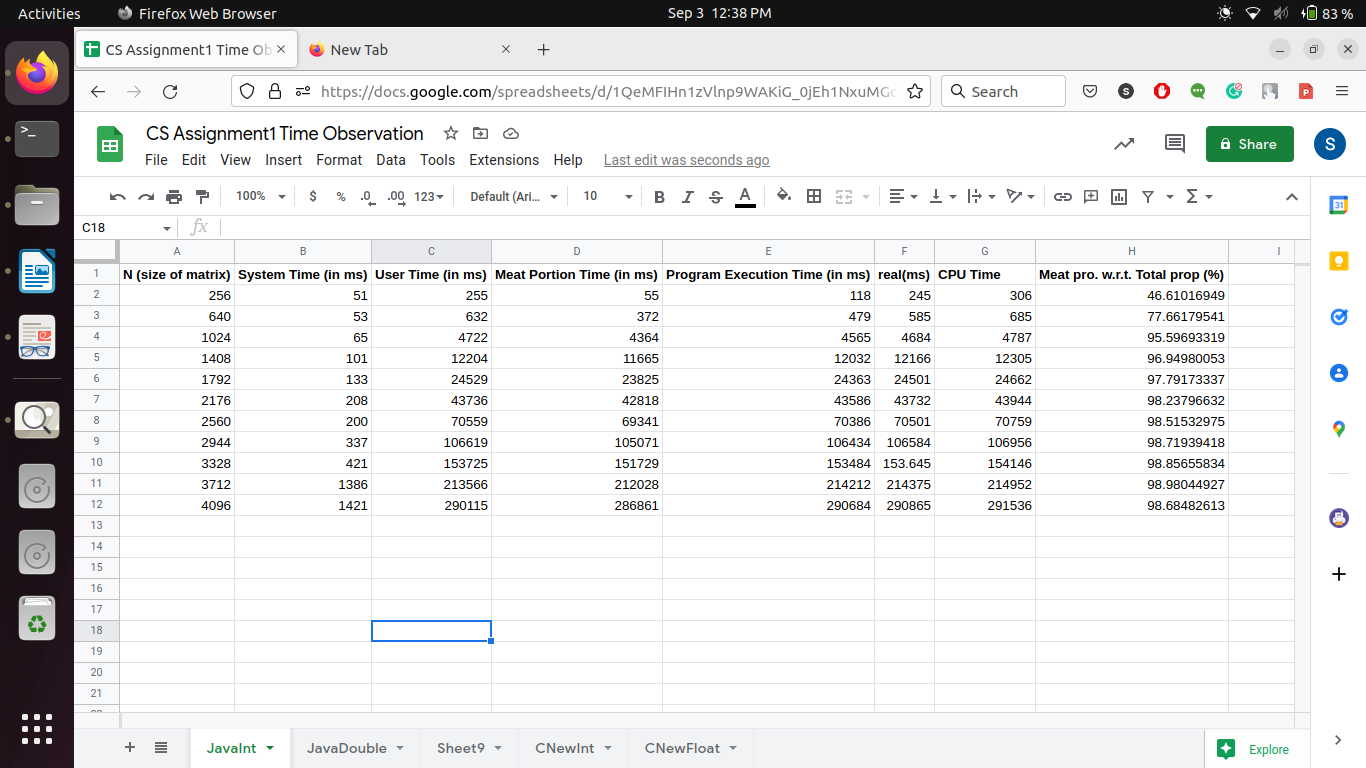 Activities Firefox Web Browser Sep 3 12:38 PM 83 %
CS Assignment1 Time Ob New Tab
https://docs.google.com/spreadsheets/d/1QeMFIHn1zVlnp9WAKiG_0jEh1NxuMGc Search
CS Assignment1 Time Observation
File Edit View Insert Format Data Tools Extensions Help Last edit was seconds ago
Share S
100% $ % .0 .00 123 Default (Ari... 10 B I S A
C18 fx
A B C D E F G H I
1 N (size of matrix) System Time (in ms) User Time (in ms) Meat Portion Time (in ms) Program Execution Time (in ms) real(ms) CPU Time Meat pro. w.r.t. Total prop (%)
2 256 51 255 55 118 245 306 46.61016949
3 640 53 632 372 479 585 685 77.66179541
4 1024 65 4722 4364 4565 4684 4787 95.59693319
5 1408 101 12204 11665 12032 12166 12305 96.94980053
6 1792 133 24529 23825 24363 24501 24662 97.79173337
7 2176 208 43736 42818 43586 43732 43944 98.23796632
8 2560 200 70559 69341 70386 70501 70759 98.51532975
9 2944 337 106619 105071 106434 106584 106956 98.71939418
10 3328 421 153725 151729 153484 153.645 154146 98.85655834
11 3712 1386 213566 212028 214212 214375 214952 98.98044927
12 4096 1421 290115 286861 290684 290865 291536 98.68482613
13
14
15
16
17
18
19
20
21
JavaInt JavaDouble Sheet9 CNewInt CNewFloat Explore